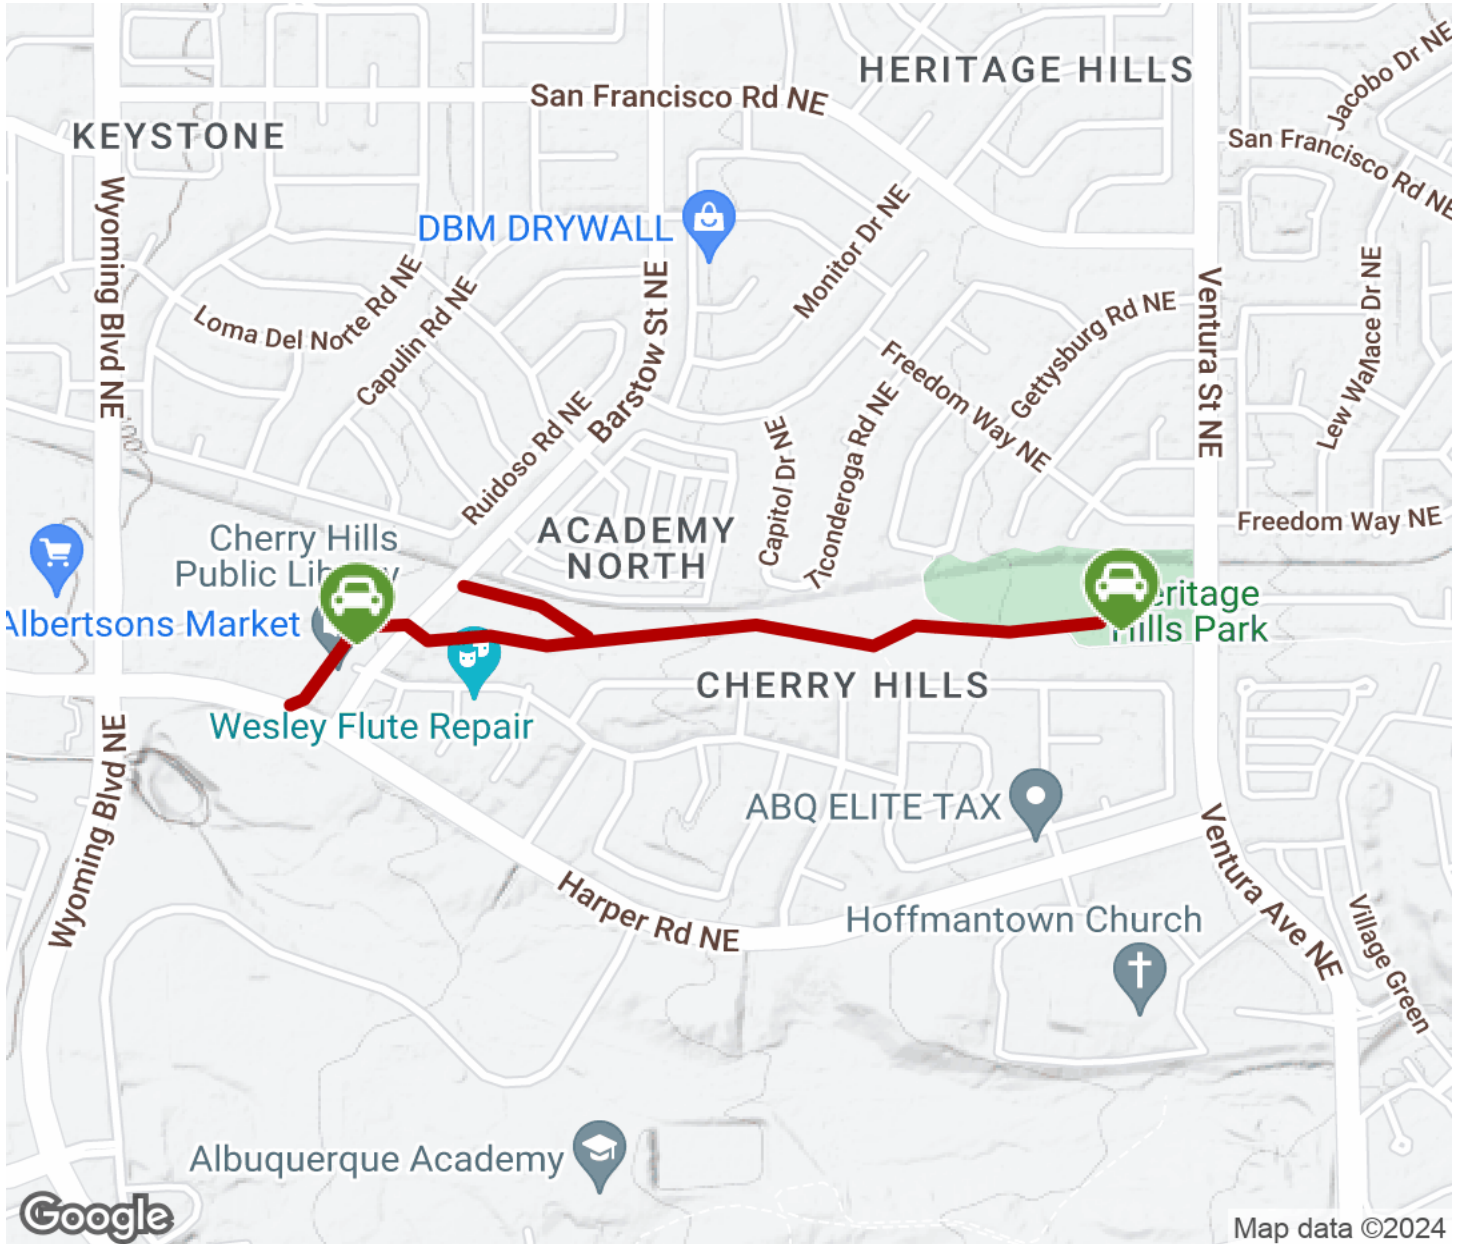 HERITAGE HILLS
Jacobo Dr NE
San Francisco Rd NE
KEYSTONE
San Francisco Rd NE
Wyoming Blvd NE
DBM DRYWALL
Monitor Dr NE
Loma Del Norte Rd NE
Capulin Rd NE
Barstow St NE
Ventura St NE
Gettysburg Rd NE
Lew Wallace Dr NE
Freedom Way NE
Ruidoso Rd NE
Capitol Dr NE
Ticonderoga Rd NE
Freedom Way NE
Cherry Hills
Public Library
ACADEMY
NORTH
Albertsons Market
Heritage
Hills Park
CHERRY HILLS
Wesley Flute Repair
Wyoming Blvd NE
ABQ ELITE TAX
Harper Rd NE
Ventura Ave NE
Hoffmantown Church
Village Green
Albuquerque Academy
Google
Map data ©2024